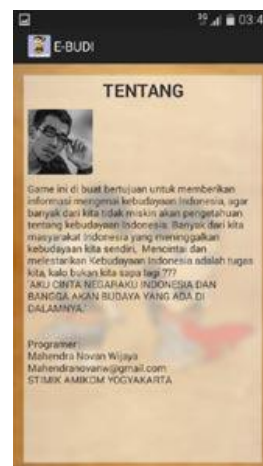 3G 03:4
E-BUDI
TENTANG
Game ini di buat bertujuan untuk memberikan
informasi mengenai kebudayaan Indonesia, agar
banyak dari kita tidak miskin akan pengetahuan
tentang kebudayaan Indonesia. Banyak dari kita
masyarakat Indonesia yang meninggalkan
kebudayaan kita sendiri, Mencintai dan
melestarikan Kebudayaan Indonesia adalah tugas
kita, kalo bukan kita sapa lagi ???
"AKU CINTA NEGARAKU INDONESIA DAN
BANGGA AKAN BUDAYA YANG ADA DI
DALAMNYA."
Programer :
Mahendra Novan Wijaya
Mahendranovanw@gmail.com
STIMIK AMIKOM YOGYAKARTA